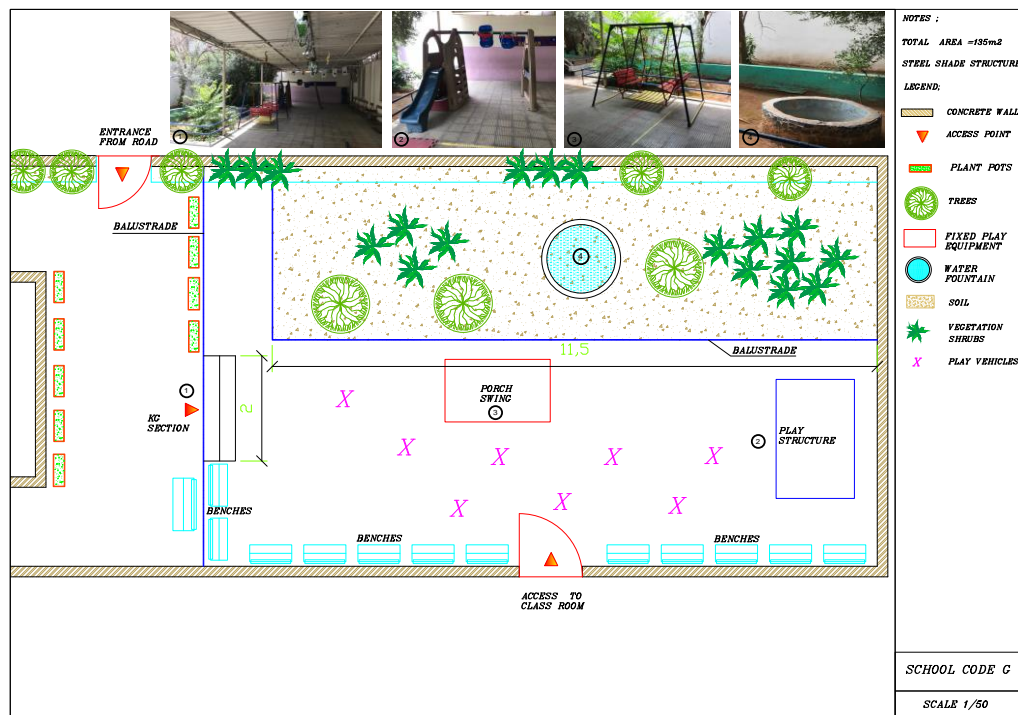 1
2
3
4
NOTES ;
TOTAL AREA =135m2
STEEL SHADE STRUCTURE
LEGEND;
CONCRETE WALL
ACCESS POINT
PLANT POTS
TREES
FIXED PLAY
EQUIPMENT
WATER
FOUNTAIN
SOIL
VEGETATION
SHRUBS
X
PLAY VEHICLES
ENTRANCE
FROM ROAD
BALUSTRADE
4
11,5
BALUSTRADE
1
KG
SECTION
2
PORCH
SWING
3
2
PLAY
STRUCTURE
X
X
X
X
X
X
X
X
BENCHES
BENCHES
BENCHES
ACCESS TO
CLASS ROOM
SCHOOL CODE G
SCALE 1/50